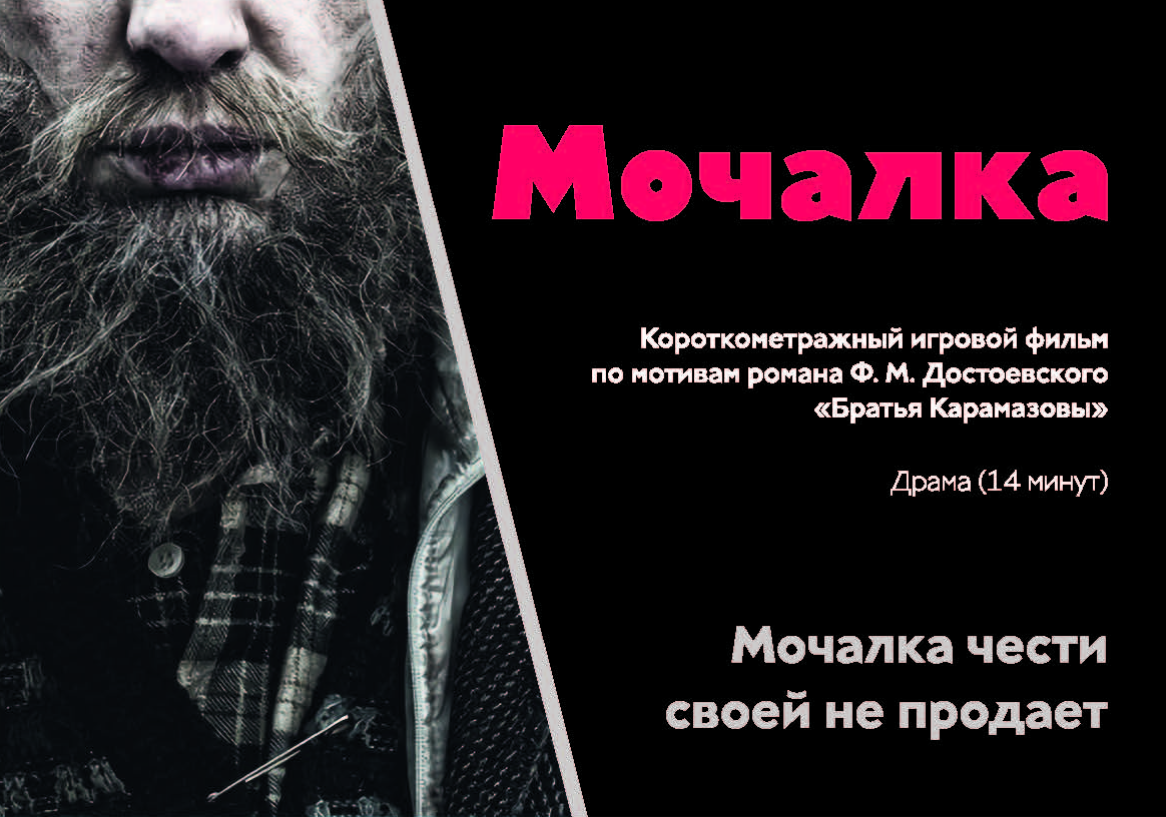 Мочалка
Короткометражный игровой фильм
по мотивам романа Ф. М. Достоевского
«Братья Карамазовы»
Драма (14 минут)
Мочалка чести
своей не продает